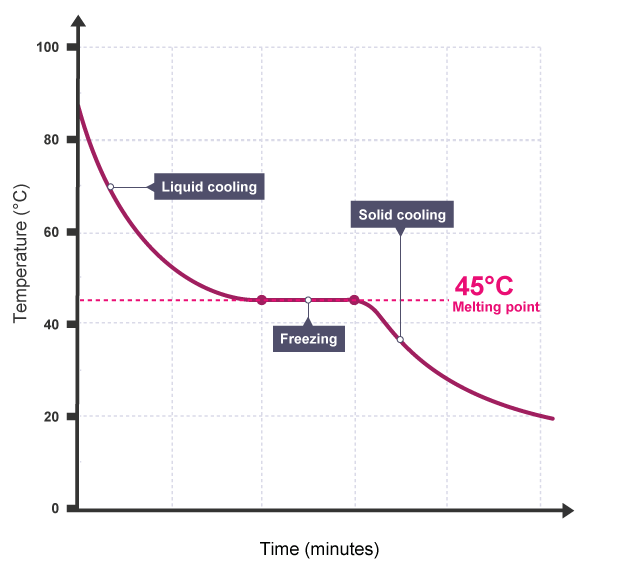 100
80
60
40
20
0
Temperature (°C)
Liquid cooling
Solid cooling
45°C
Melting point
Freezing
Time (minutes)